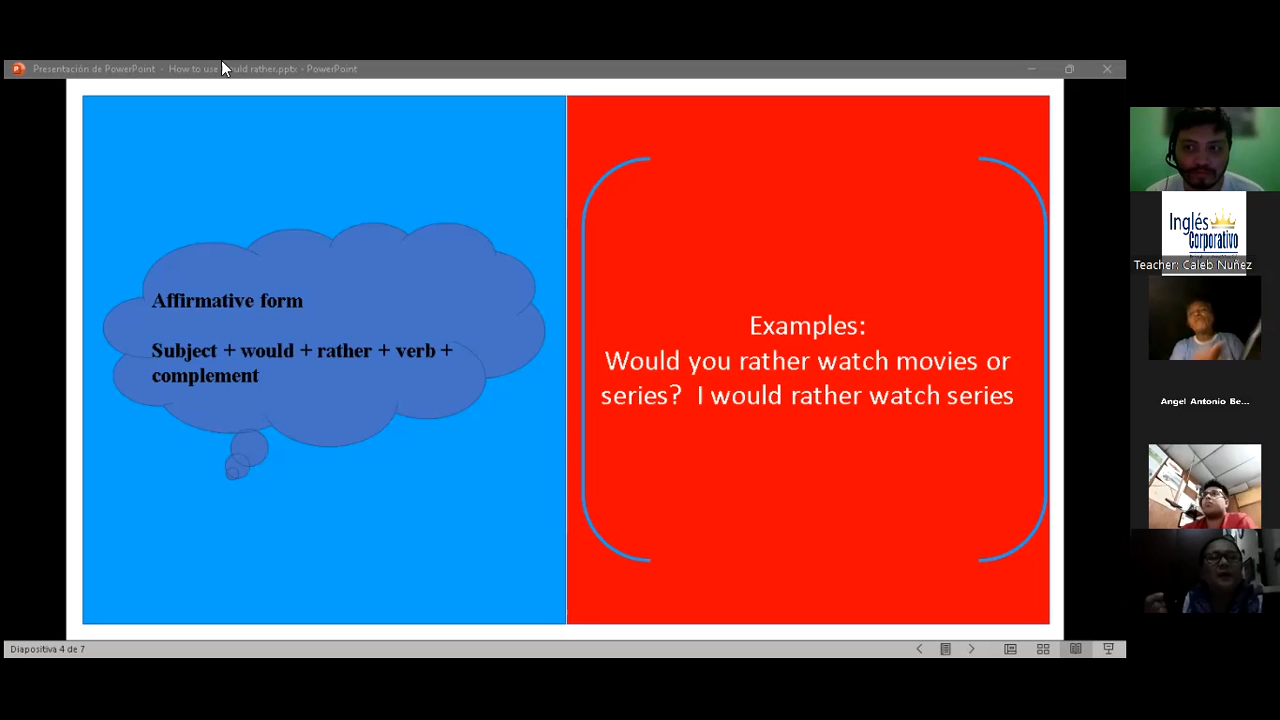 Presentación de PowerPoint - How to use would rather.pptx - PowerPoint
Affirmative form
Subject + would + rather + verb +
complement
Examples:
Would you rather watch movies or
series? I would rather watch series
Diapositiva 4 de 7
Inglés
Corporativo
Teacher: Caleb Nuñez
Angel Antonio Be...